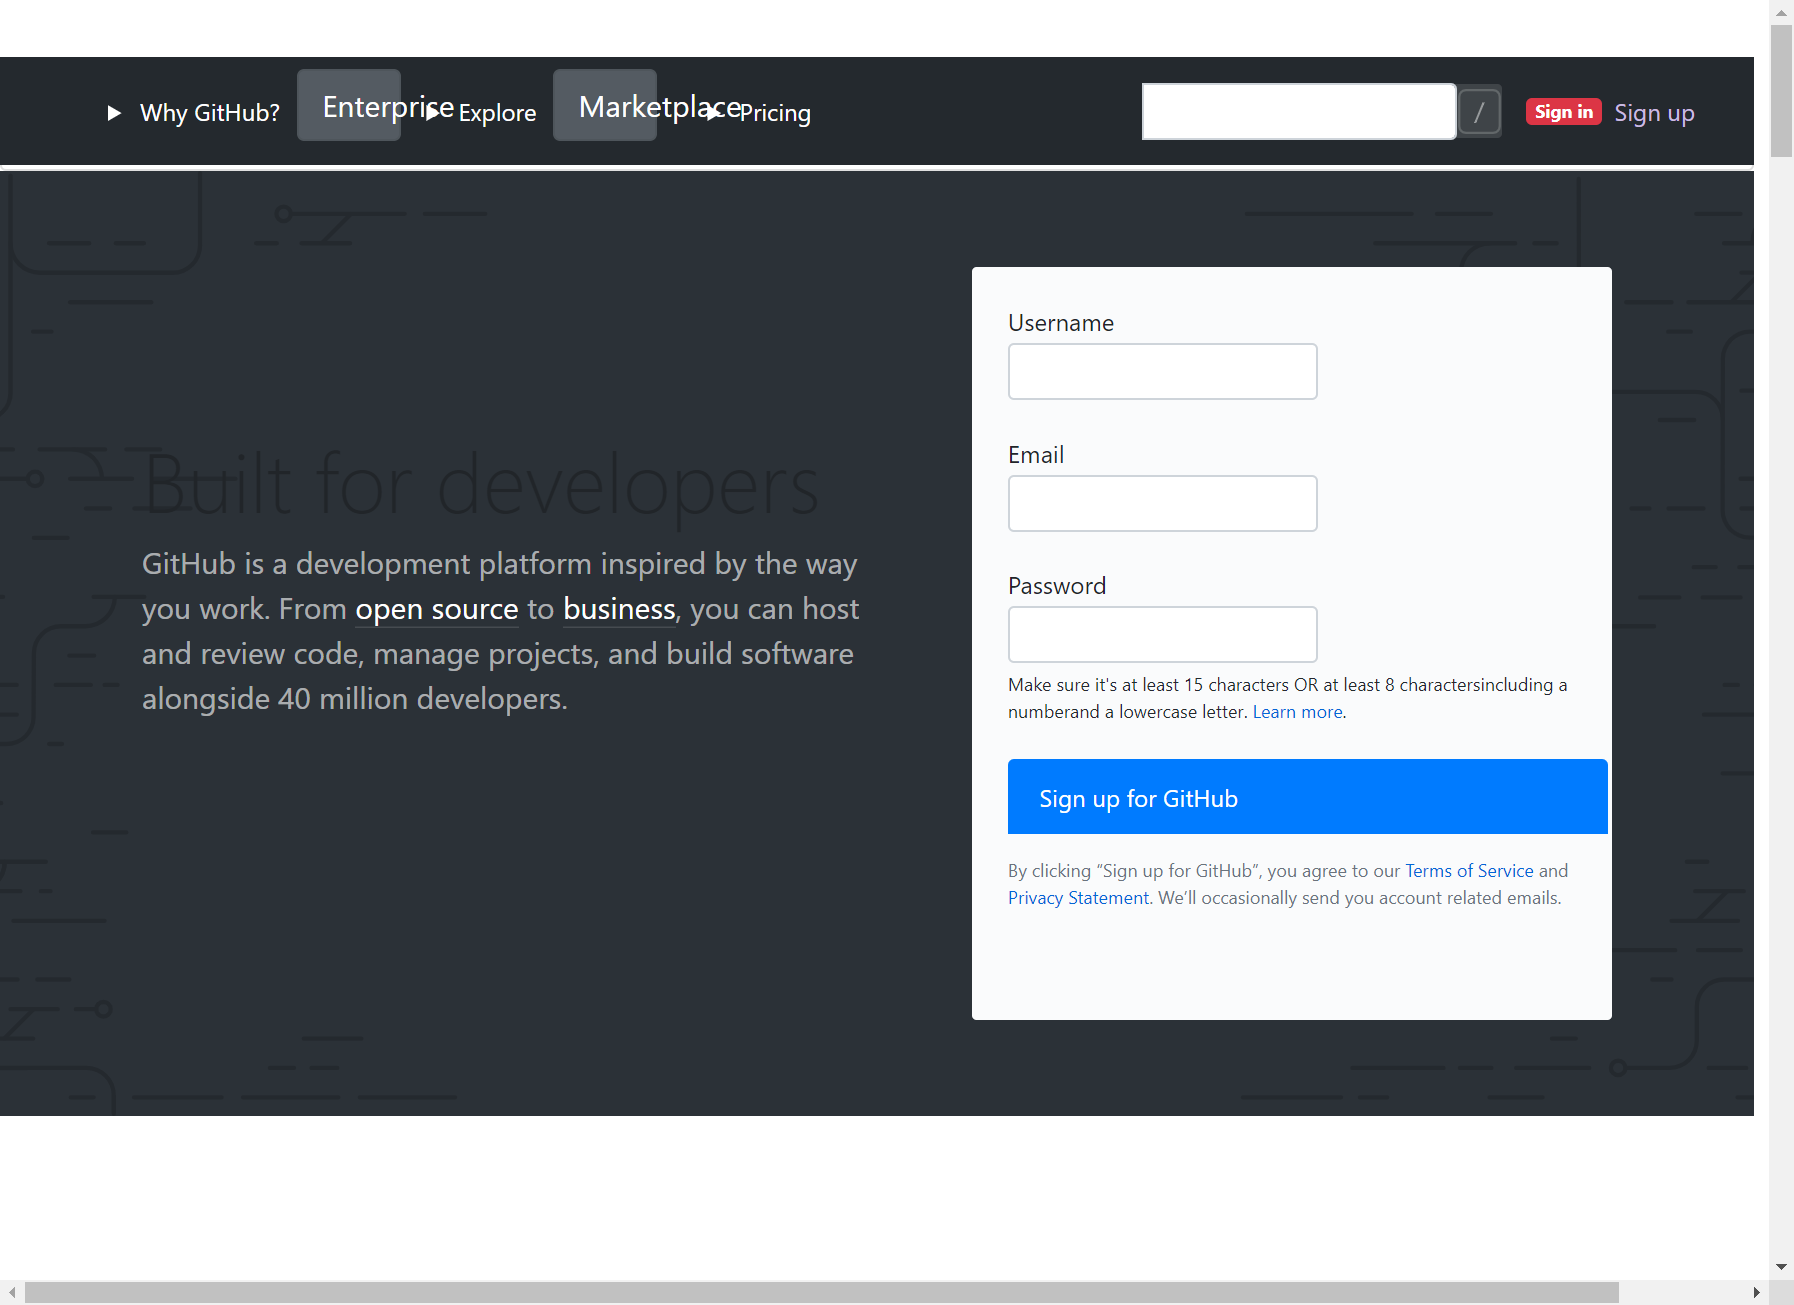 Why GitHub? Enterprise Explore Marketplace Pricing / Sign in Sign up
Built for developers
GitHub is a development platform inspired by the way
you work. From open source to business, you can host
and review code, manage projects, and build software
alongside 40 million developers.
Username
Email
Password
Make sure it's at least 15 characters OR at least 8 charactersincluding a
numberand a lowercase letter. Learn more.
Sign up for GitHub
By clicking “Sign up for GitHub”, you agree to our Terms of Service and
Privacy Statement. We’ll occasionally send you account related emails.